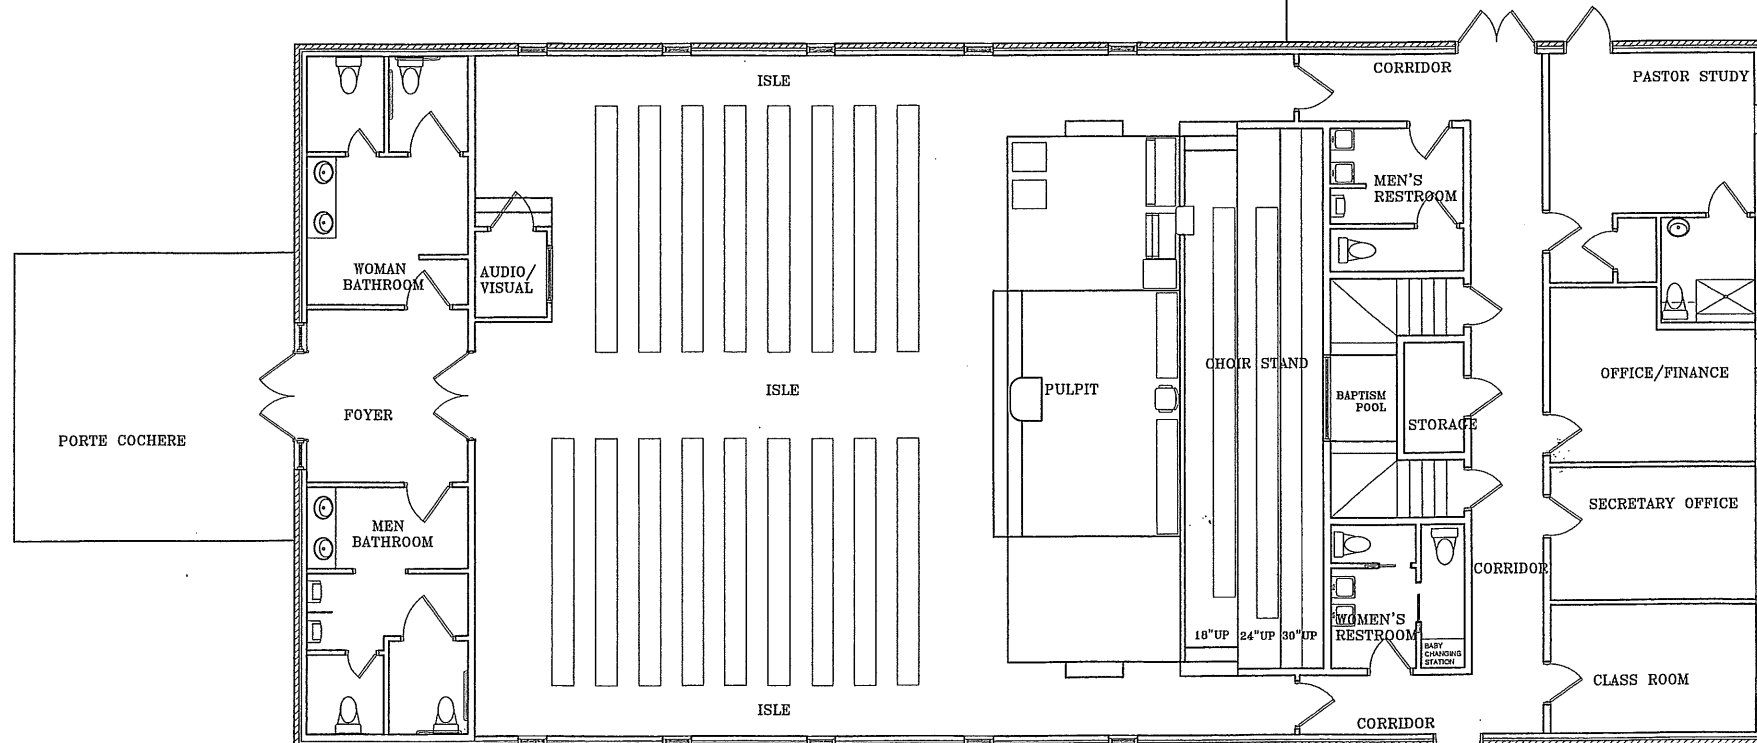 CORRIDOR
PASTOR STUDY
ISLE
MEN'S
RESTROOM
WOMAN
BATHROOM
AUDIO/
VISUAL
CHOIR STAND
OFFICE/FINANCE
ISLE
PULPIT
BAPTISM
POOL
FOYER
STORAGE
PORTE COCHERE
SECRETARY OFFICE
MEN
BATHROOM
CORRIDOR
WOMEN'S
RESTROOM
18"UP
24"UP
30"UP
BABY
CHANGING
STATION
CLASS ROOM
ISLE
CORRIDOR